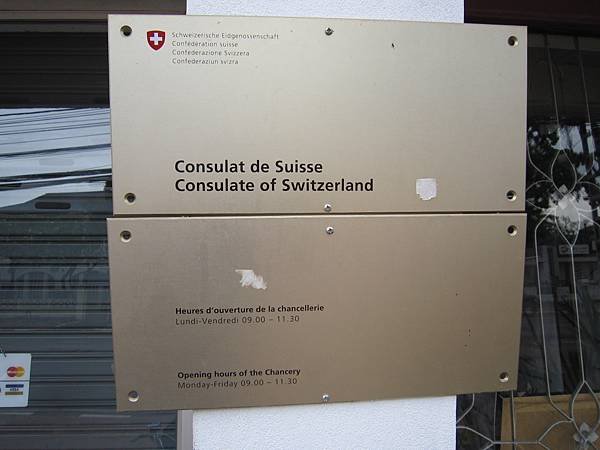 Schweizerische Eidgenossenschaft
Confédération suisse
Confederazione Svizzera
Confederaziun svizra
Consulat de Suisse
Consulate of Switzerland
Heures d'ouverture de la chancellerie
Lundi-Vendredi 09.00 – 11.30
Opening hours of the Chancery
Monday-Friday 09.00 – 11.30
VISA